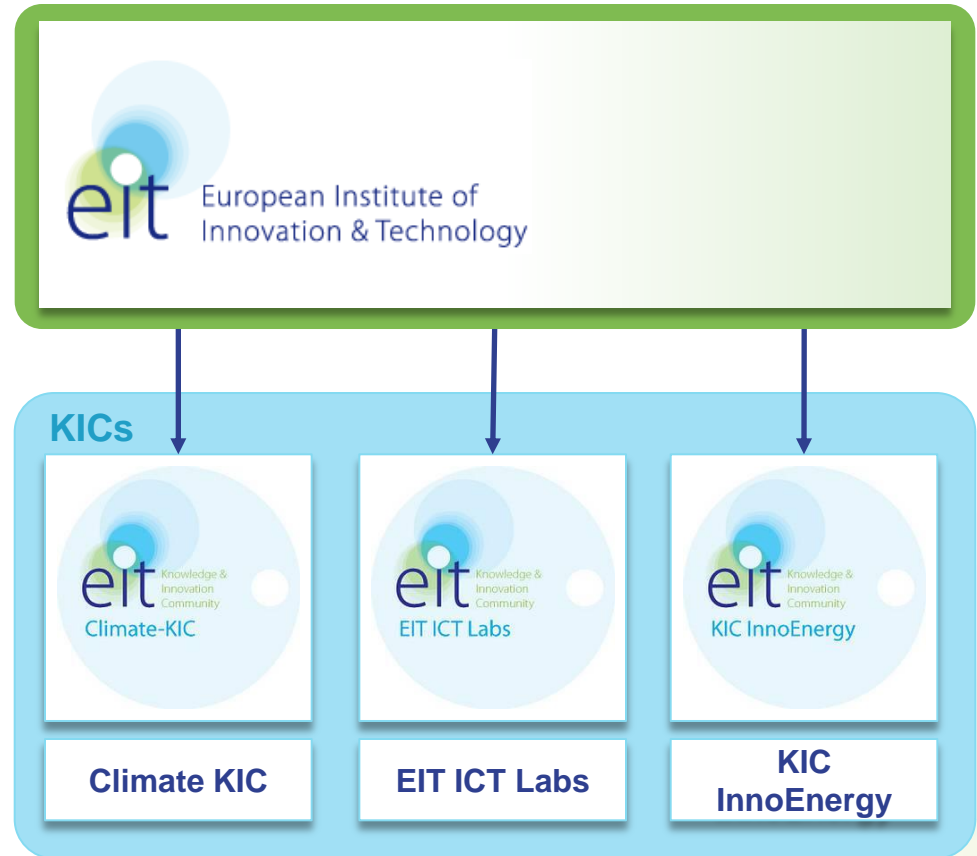 eit
European Institute of
Innovation & Technology
KICs
eit
Knowledge &
Innovation
Community
Climate-KIC
eit
Knowledge &
Innovation
Community
EIT ICT Labs
eit
Knowledge &
Innovation
Community
KIC InnoEnergy
Climate KIC
EIT ICT Labs
KIC
InnoEnergy